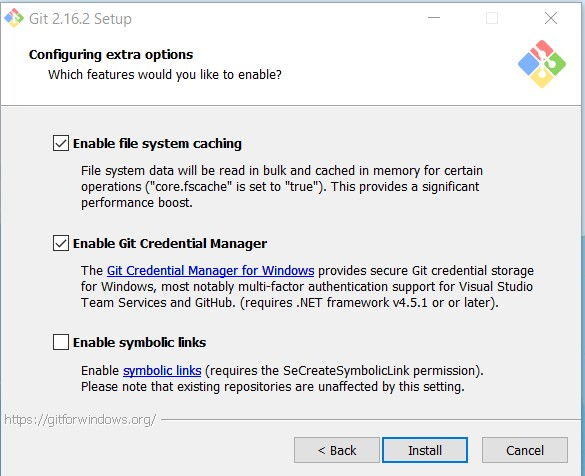 Git 2.16.2 Setup
Configuring extra options
Which features would you like to enable?
Enable file system caching
File system data will be read in bulk and cached in memory for certain
operations ("core.fscache" is set to "true"). This provides a significant
performance boost.
Enable Git Credential Manager
The Git Credential Manager for Windows provides secure Git credential storage
for Windows, most notably multi-factor authentication support for Visual Studio
Team Services and GitHub. (requires .NET framework v4.5.1 or or later).
Enable symbolic links
Enable symbolic links (requires the SeCreateSymbolicLink permission).
Please note that existing repositories are unaffected by this setting.
https://gitforwindows.org/
< Back
Install
Cancel